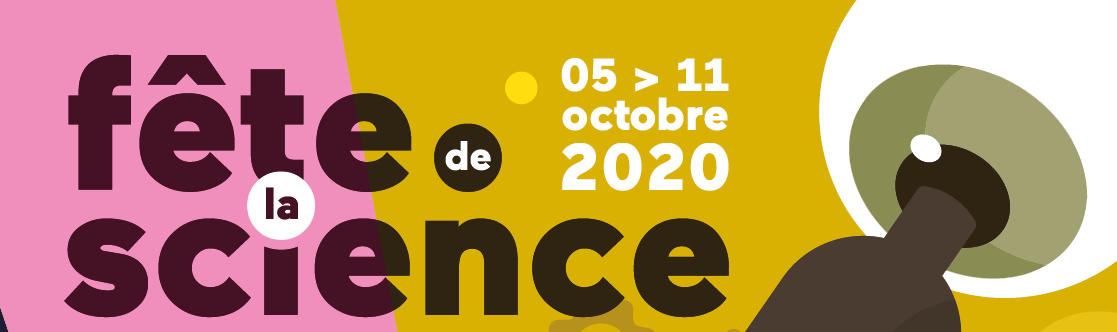 fête de
la
science
05 > 11
octobre
2020